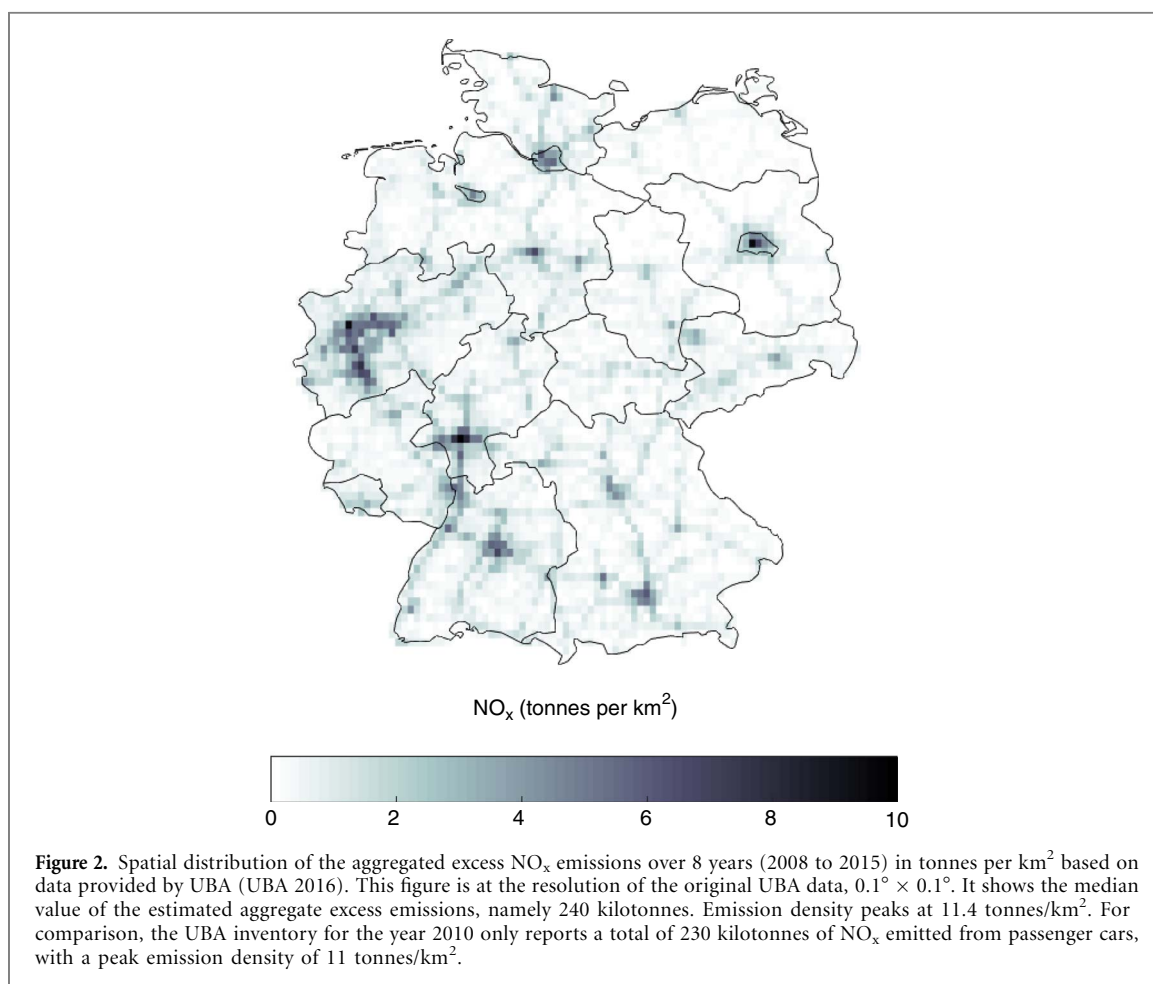 NOx (tonnes per km2)
0 2 4 6 8 10
Figure 2. Spatial distribution of the aggregated excess NOx emissions over 8 years (2008 to 2015) in tonnes per km2 based on
data provided by UBA (UBA 2016). This figure is at the resolution of the original UBA data, 0.1° × 0.1°. It shows the median
value of the estimated aggregate excess emissions, namely 240 kilotonnes. Emission density peaks at 11.4 tonnes/km2. For
comparison, the UBA inventory for the year 2010 only reports a total of 230 kilotonnes of NOx emitted from passenger cars,
with a peak emission density of 11 tonnes/km2.